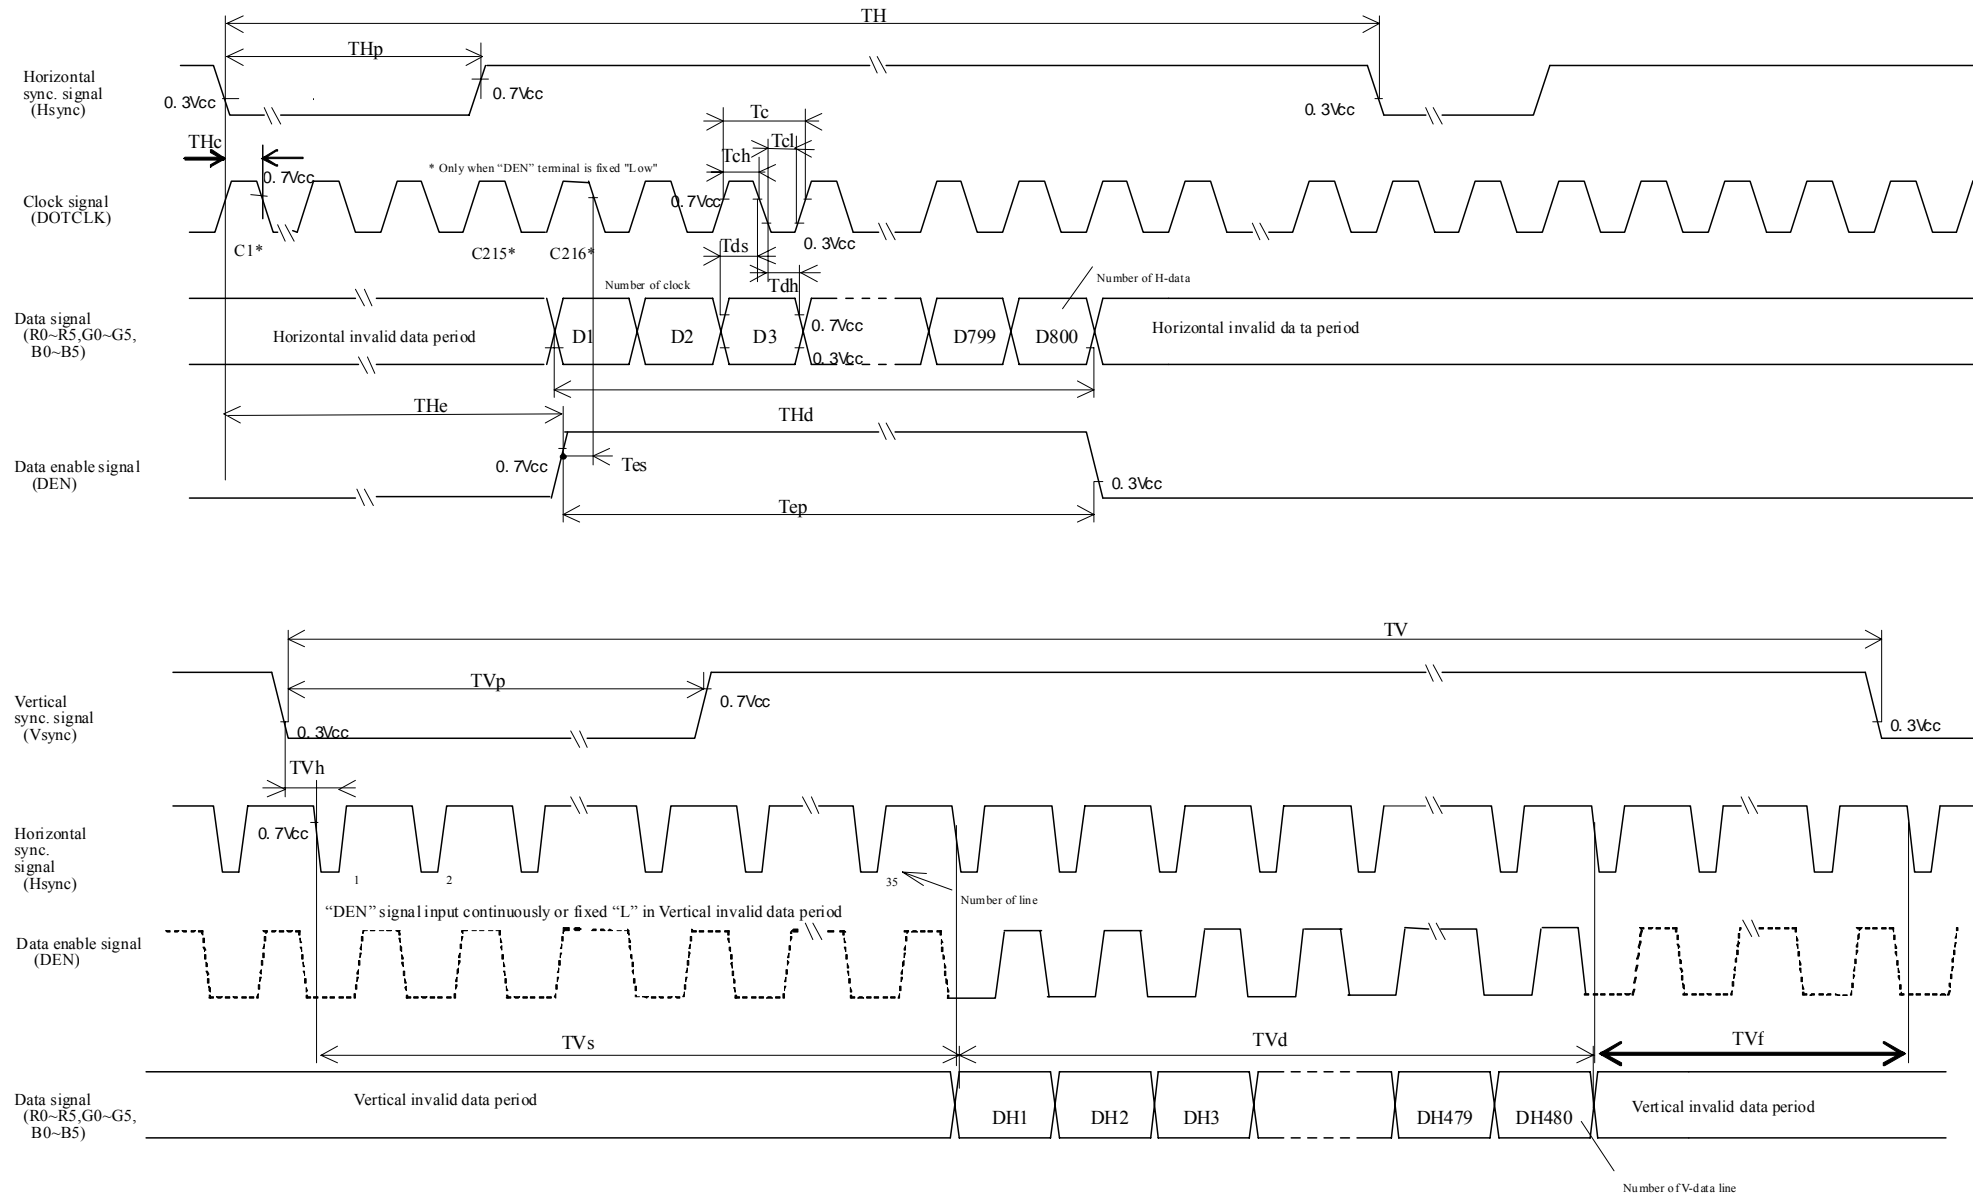 TH
THp
Horizontal
sync. signal
(Hsync)
0. 3Vcc
0. 7Vcc
0. 3Vcc
THc
Tc
Tcl
Tch
* Only when “DEN” terminal is fixed "Low"
0. 7Vcc
0. 7Vcc
Clock signal
(DOTCLK)
C1*
C215*
C216*
0. 3Vcc
Tds
Tdh
Number of clock
Number of H-data
Data signal
(R0~R5,G0~G5,
B0~B5)
Horizontal invalid data period
D1
D2
D3
0. 7Vcc
0. 3Vcc
D799
D800
Horizontal invalid da ta period
THe
THd
Data enable signal
(DEN)
0. 7Vcc
Tes
0. 3Vcc
Tep
TV
TVp
Vertical
sync. signal
(Vsync)
0. 3Vcc
0. 7Vcc
0. 3Vcc
TVh
Horizontal
sync.
signal
(Hsync)
0. 7Vcc
1
2
35
Number of line
“DEN” signal input continuously or fixed “L” in Vertical invalid data period
Data enable signal
(DEN)
TVs
TVd
TVf
Data signal
(R0~R5,G0~G5,
B0~B5)
Vertical invalid data period
DH1
DH2
DH3
DH479
DH480
Vertical invalid data period
Number of V-data line